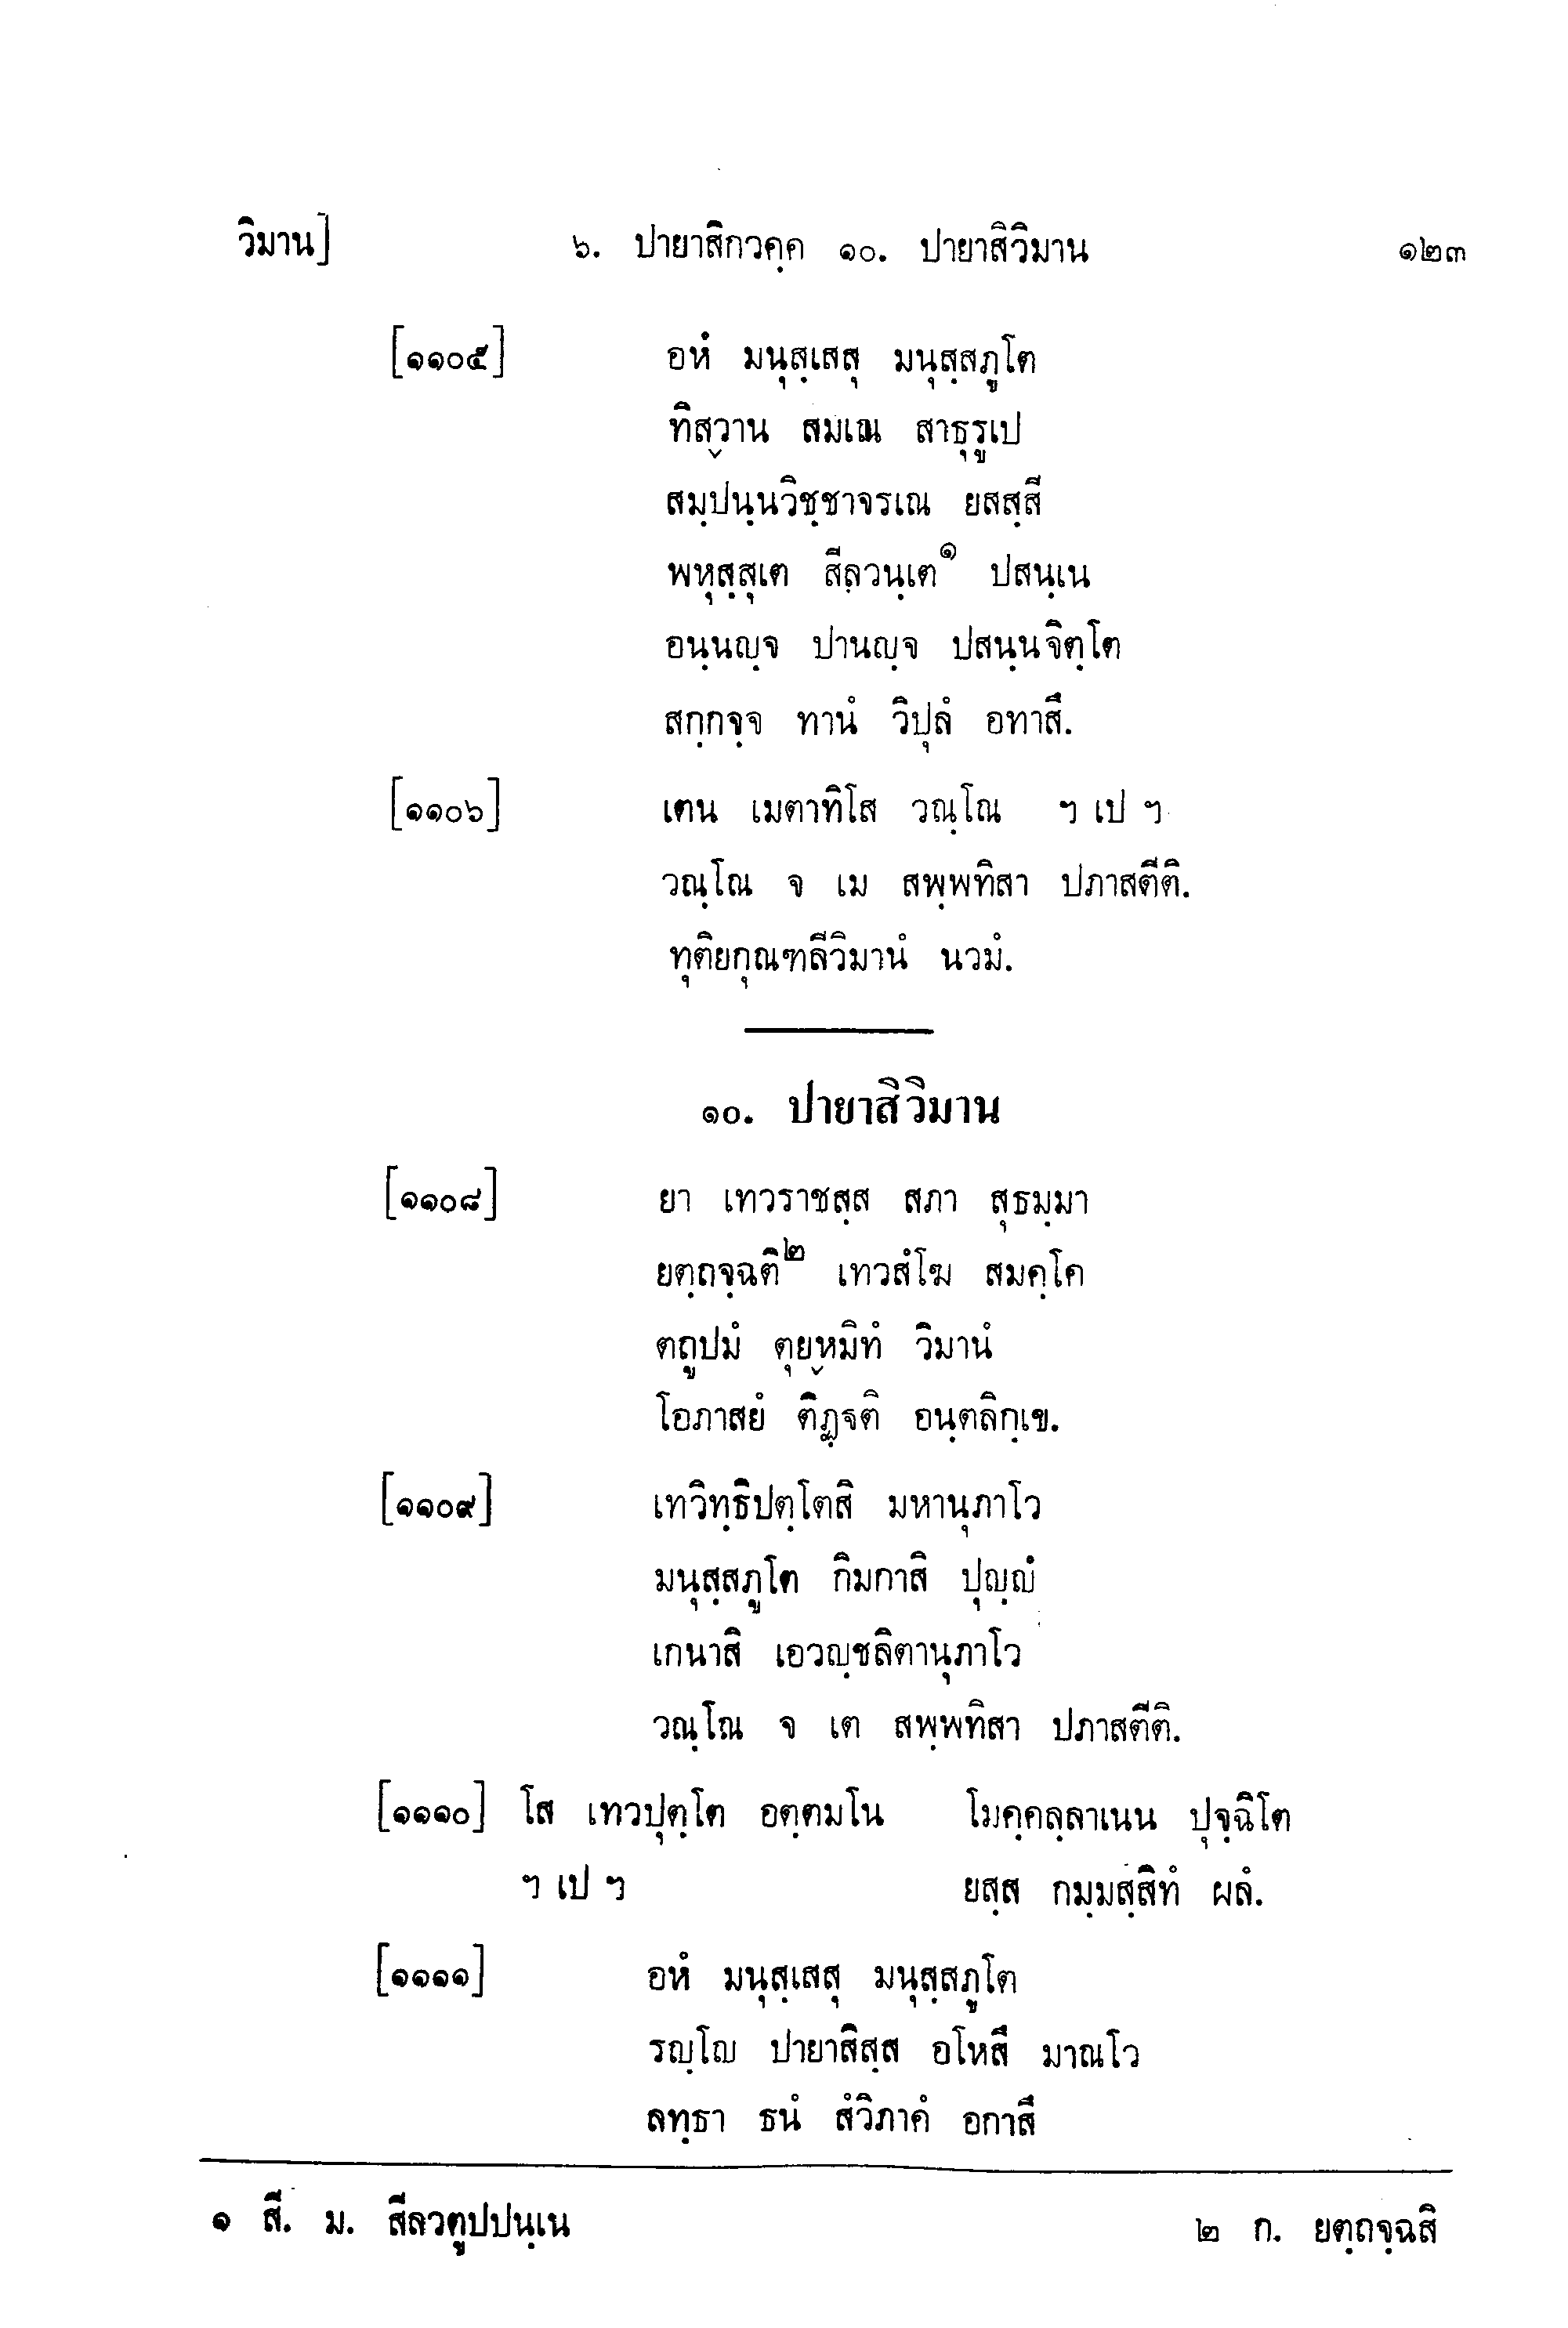 วิมาน] ๖. ปายาสิกวคฺค ๑๐. ปายาสิวิมาน ๑๒๓
[๑๑๐๕] อหํ มนุสฺเสสุ มนุสฺสภูโต
ทิสฺวาน สมเณ สาธุรูเป
สมฺปนฺนวิชฺชาจรเณ ยสสฺสี
พหุสฺสุเต สีลวนฺเต๑ ปสนฺเน
อนฺนญฺจ ปานญฺจ ปสนฺนจิตฺโต
สกฺกจฺจ ทานํ วิปุลํ อทาสึ.
[๑๑๐๖] เตน เมตาทิโส วณฺโณ ฯ เป ฯ
วณฺโณ จ เม สพฺพทิสา ปภาสตีติ.
ทุติยกุณฑลีวิมานํ นวมํ.
๑๐. ปายาสิวิมาน
[๑๑๐๘] ยา เทวราชสฺส สภา สุธมฺมา
ยตฺถจฺฉติ๒ เทวสํโฆ สมคฺโค
ตถูปมํ ตุยฺหมิทํ วิมานํ
โอภาสยํ ติฏฺฐติ อนฺตลิกฺเข.
[๑๑๐๙] เทวิทฺธิปตฺโตสิ มหานุภาโว
มนุสฺสภูโต กิมกาสิ ปุญฺญํ
เกนาสิ เอวญฺชลิตานุภาโว
วณฺโณ จ เต สพฺพทิสา ปภาสตีติ.
[๑๑๑๐] โส เทวปุตฺโต อตฺตมโน โมคฺคลฺลาเนน ปุจฺฉิโต
ฯ เป ฯ ยสฺส กมฺมสฺสิทํ ผลํ.
[๑๑๑๑] อหํ มนุสฺเสสุ มนุสฺสภูโต
รญฺโญ ปายาสิสฺส อโหสึ มาณโว
ลทฺธา ธนํ สํวิภาคํ อกาสึ
๑ สี. ม. สีลวตูปปนฺเน ๒ ก. ยตฺถจฺฉสิ